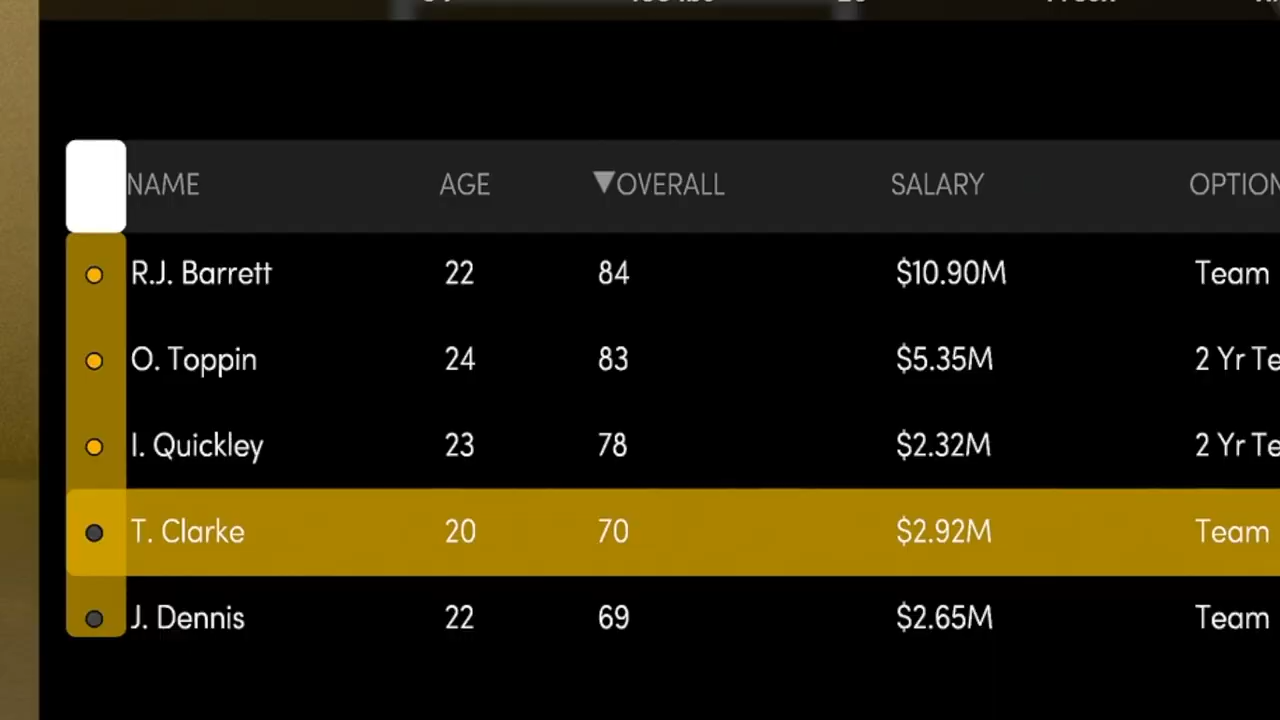 NAME AGE ▼OVERALL SALARY OPTION
R.J. Barrett 22 84 $10.90M Team
O. Toppin 24 83 $5.35M 2 Yr Te
I. Quickley 23 78 $2.32M 2 Yr Te
T. Clarke 20 70 $2.92M Team
J. Dennis 22 69 $2.65M Team